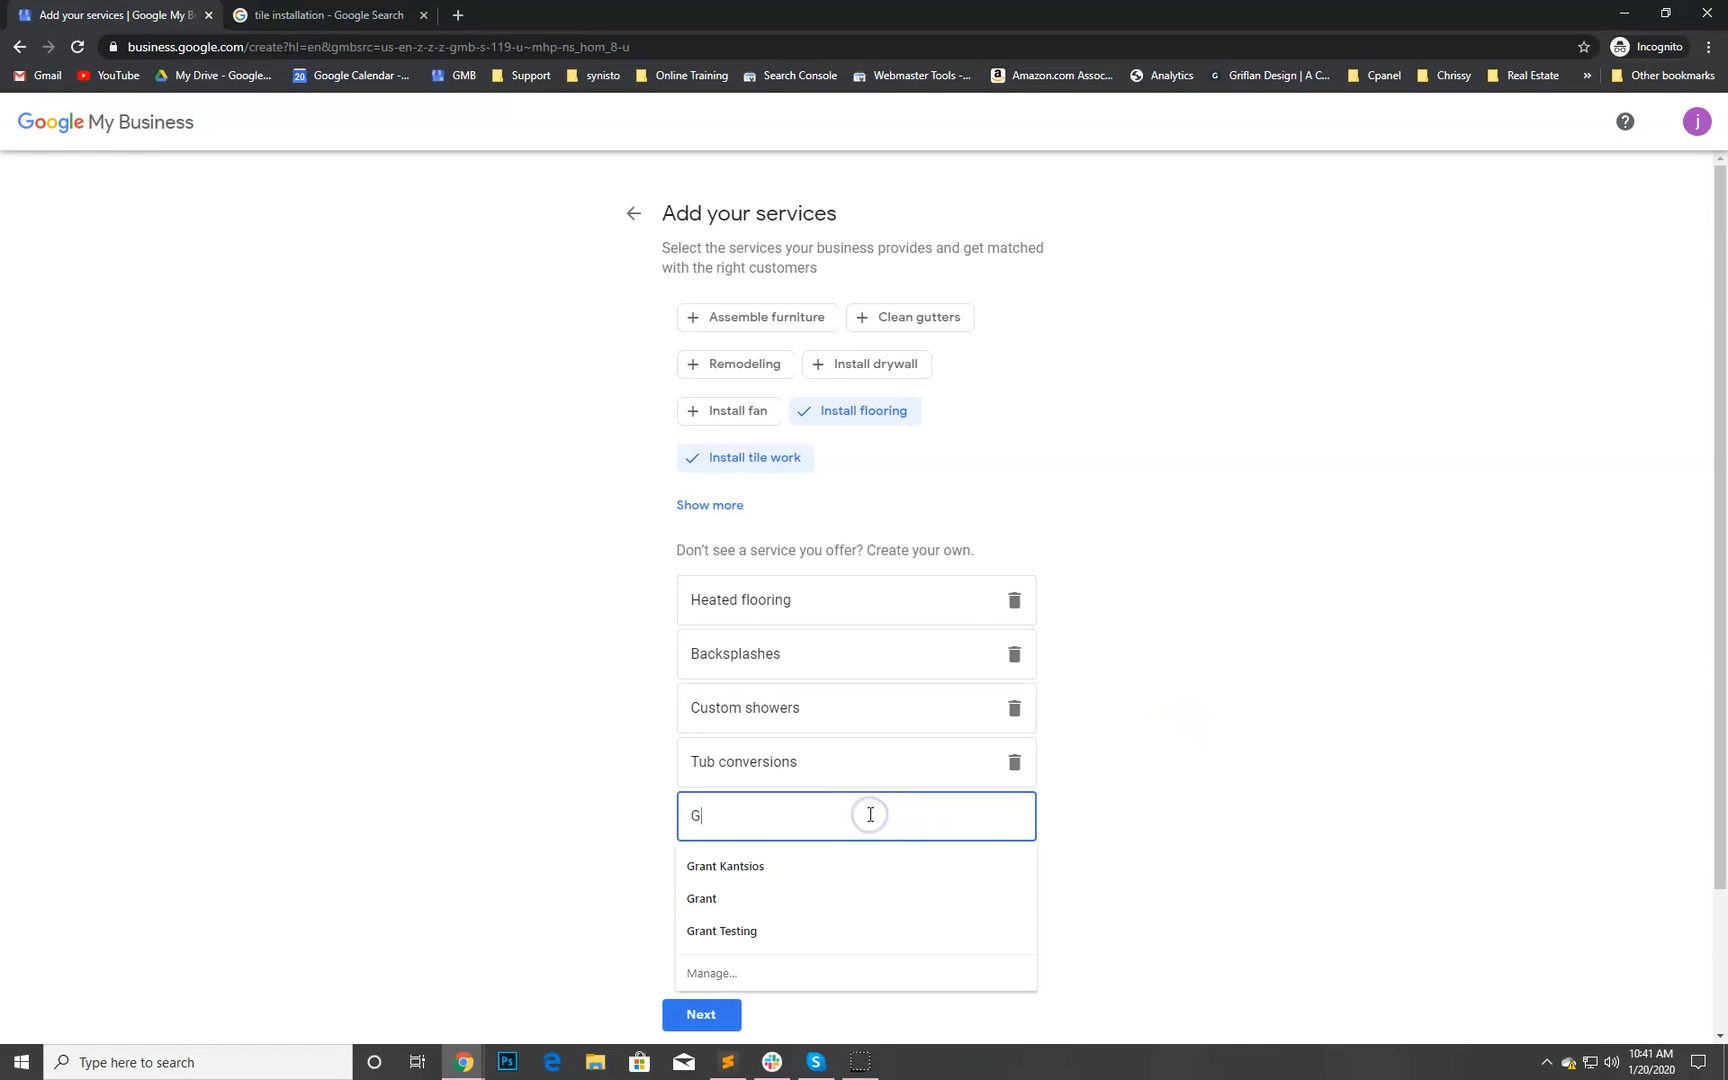 Add your services | Google My B
tile installation - Google Search
business.google.com/create?hl=en&gmbsrc=us-en-z-z-z-gmb-s-119-u~mhp-ns_hom_8-u
Incognito
Gmail
YouTube
My Drive - Google...
20
Google Calendar -...
GMB
Support
synisto
Online Training
Search Console
Webmaster Tools -...
Amazon.com Assoc...
Analytics
Griflan Design | A C...
Cpanel
Chrissy
Real Estate
»
Other bookmarks
Google My Business
?
j
Add your services
Select the services your business provides and get matched
with the right customers
+ Assemble furniture
+ Clean gutters
+ Remodeling
+ Install drywall
+ Install fan
Install flooring
Install tile work
Show more
Don't see a service you offer? Create your own.
Heated flooring
Backsplashes
Custom showers
Tub conversions
G
Grant Kantsios
Grant
Grant Testing
Manage...
Next
Type here to search
Ps
10:41 AM
1/20/2020